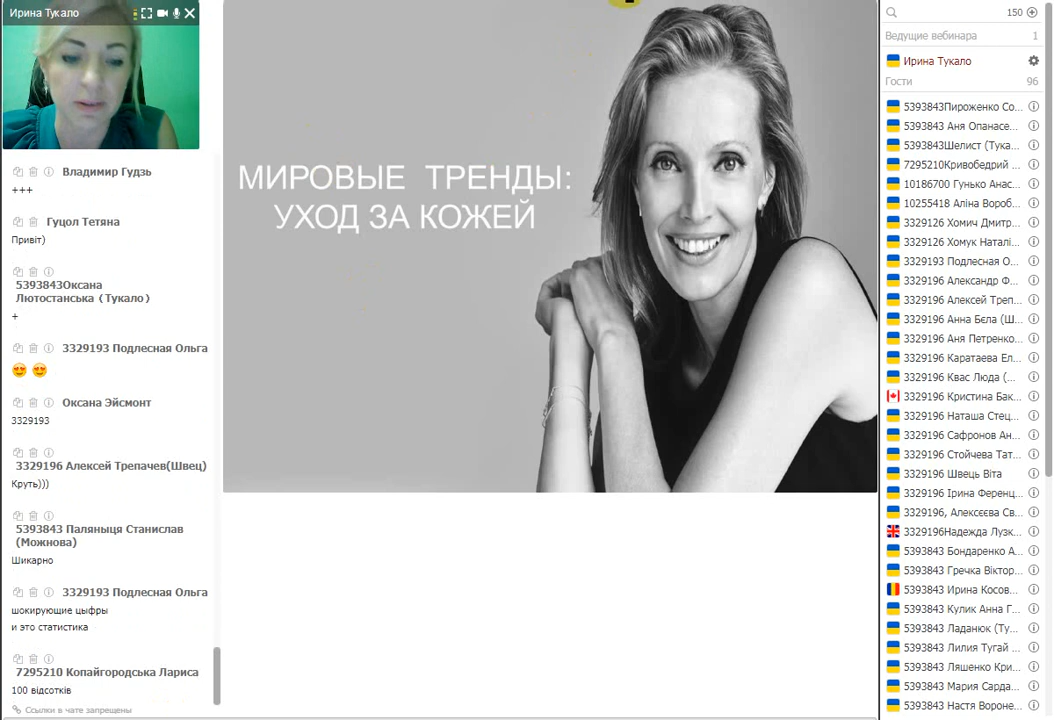 Ирина Тукало
Владимир Гудзь
+++
Гуцол Тетяна
Привіт)
5393843Оксана
Лютостанська (Тукало)
+
3329193 Подлесная Ольга
Оксана Эйсмонт
3329193
3329196 Алексей Трепачев(Швец)
Круть)))
5393843 Паляныця Станислав
(Можнова)
Шикарно
3329193 Подлесная Ольга
шокирующие цыфры
и это статистика
7295210 Копайгородська Лариса
100 відсотків
Ссылки в чате запрещены
МИРОВЫЕ ТРЕНДЫ:
УХОД ЗА КОЖЕЙ
150
Ведущие вебинара 1
Ирина Тукало
Гости 96
5393843Пироженко Со...
5393843 Аня Опанасе...
5393843Шелист (Тука...
7295210Кривобедрий ...
10186700 Гунько Анас...
10255418 Аліна Вороб...
3329126 Хомич Дмитр...
3329126 Хомук Наталі...
3329193 Подлесная О...
3329196 Александр Ф...
3329196 Алексей Треп...
3329196 Анна Бєла (Ш...
3329196 Аня Петренко...
3329196 Каратаева Ел...
3329196 Квас Люда (...
3329196 Кристина Бак...
3329196 Наташа Стец...
3329196 Сафронов Ан...
3329196 Стойчева Тат...
3329196 Швець Віта
3329196 Ірина Ференц...
3329196, Алексєєва Св...
3329196Надежда Лузк...
5393843 Бондаренко А...
5393843 Гречка Віктор...
5393843 Ирина Косов...
5393843 Кулик Анна Г...
5393843 Ладанюк (Ту...
5393843 Лилия Тугай ...
5393843 Ляшенко Кри...
5393843 Мария Сарда...
5393843 Настя Вороне...